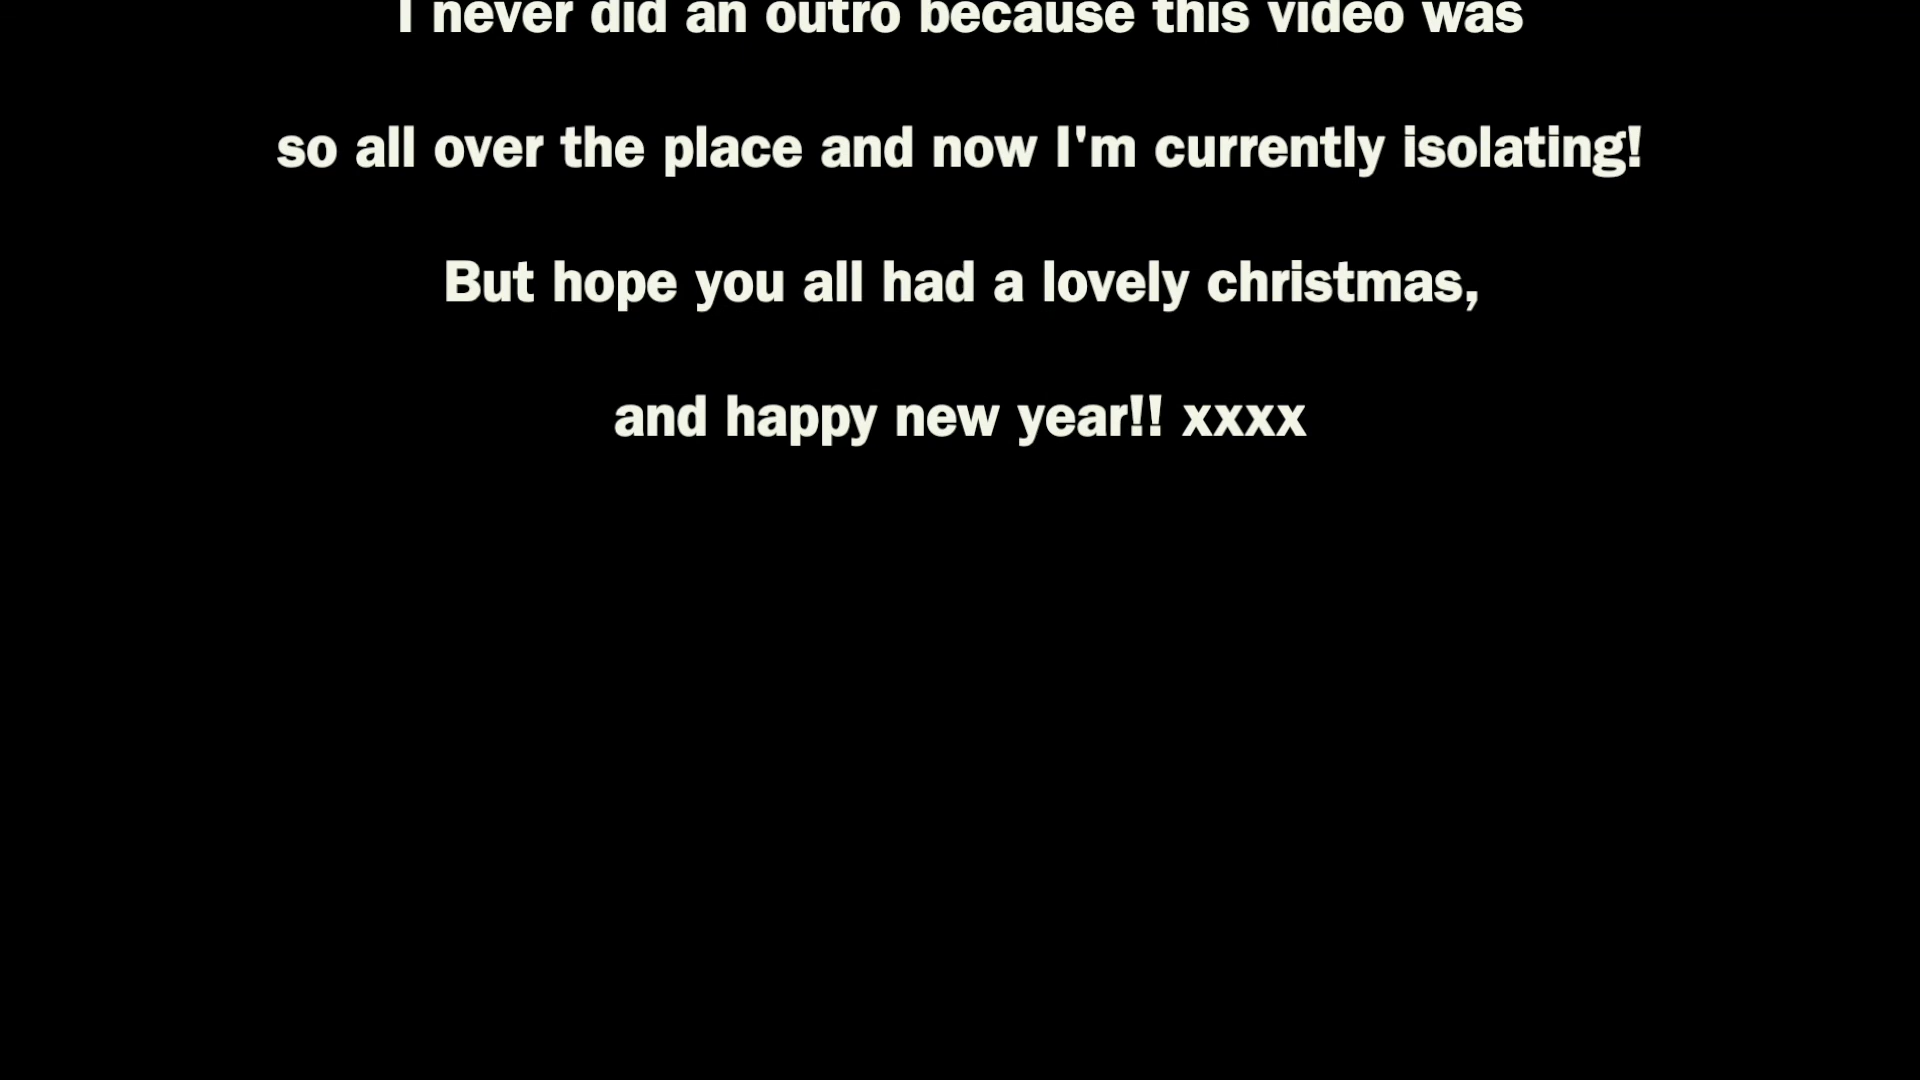 I never did an outro because this video was
so all over the place and now I'm currently isolating!
But hope you all had a lovely christmas,
and happy new year!! xxxx